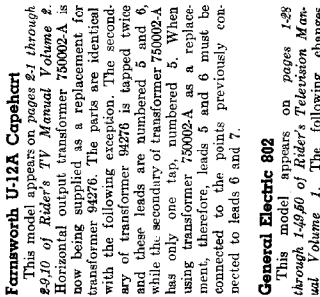 Farnsworth U-12A Capehart
This model appears on pages 2-1 through
2-9,10 of Rider's TV Manual Volume 2.
Horizontal output transformer 750002-A is
now being supplied as a replacement for
transformer 94276. The parts are identical
with the following exception. The second-
ary of transformer 94276 is tapped twice
and these leads are numbered 5 and 6,
while the secondary of transformer 750002-A
has only one tap, numbered 5. When
using transformer 750002-A as a replace-
ment, therefore, leads 5 and 6 must be
connected to the points previously con-
nected to leads 6 and 7.
General Electric 802
This model appears on pages 1-28
through 1-49,50 of Rider's Television Man-
ual Volume 1. The following changes